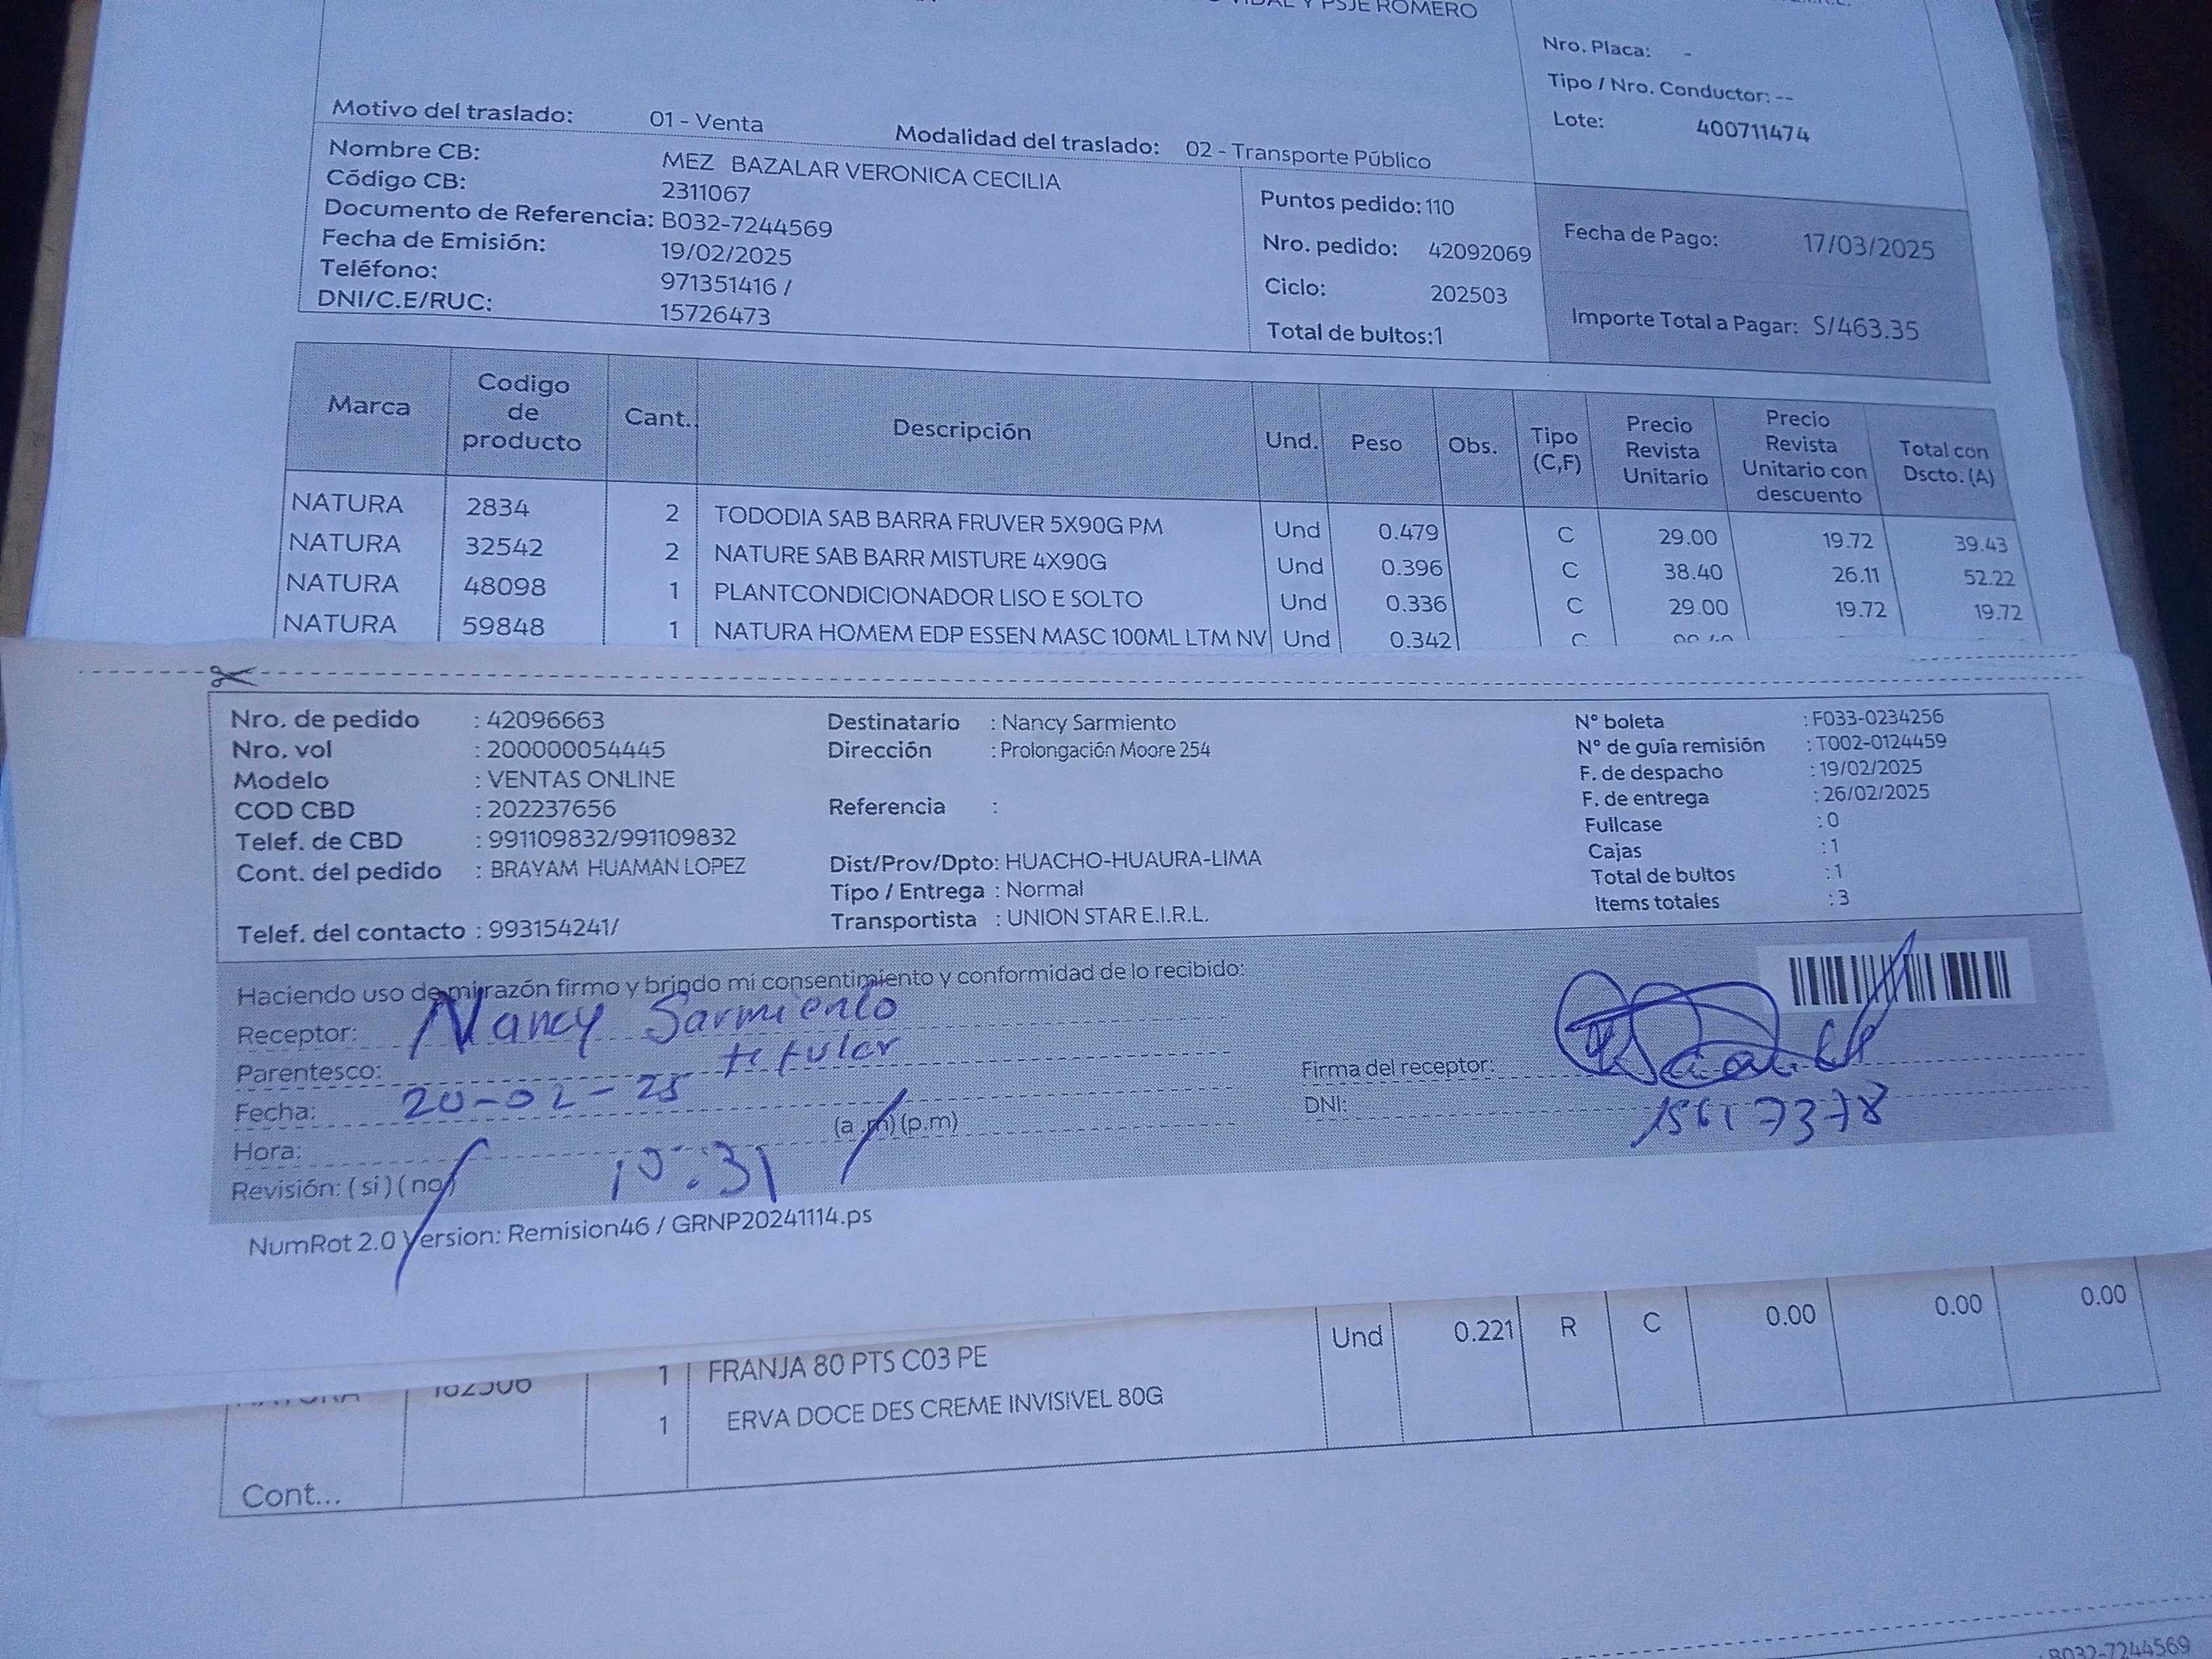 Y PSJE ROMERO
Nro. Placa: -
Tipo / Nro. Conductor: --
Lote: 400711474
Motivo del traslado: 01 - Venta Modalidad del traslado: 02 - Transporte Público
Nombre CB: MEZ BAZALAR VERONICA CECILIA
Código CB: 2311067
Documento de Referencia: B032-7244569
Fecha de Emisión: 19/02/2025
Teléfono: 971351416 /
DNI/C.E/RUC: 15726473
Puntos pedido: 110
Nro. pedido: 42092069
Ciclo: 202503
Total de bultos:1
Fecha de Pago: 17/03/2025
Importe Total a Pagar: S/463.35
Marca Codigo de producto Cant. Descripción Und. Peso Obs. Tipo (C,F) Precio Revista Unitario Precio Revista Unitario con descuento Total con Dscto. (A)
NATURA 2834 2 TODODIA SAB BARRA FRUVER 5X90G PM Und 0.479 C 29.00 19.72 39.43
NATURA 32542 2 NATURE SAB BARR MISTURE 4X90G Und 0.396 C 38.40 26.11 52.22
NATURA 48098 1 PLANTCONDICIONADOR LISO E SOLTO Und 0.336 C 29.00 19.72 19.72
NATURA 59848 1 NATURA HOMEM EDP ESSEN MASC 100ML LTM NV Und 0.342 C
Nro. de pedido : 42096663
Nro. vol : 200000054445
Modelo : VENTAS ONLINE
COD CBD : 202237656
Telef. de CBD : 991109832/991109832
Cont. del pedido : BRAYAM HUAMAN LOPEZ
Telef. del contacto : 993154241/
Destinatario : Nancy Sarmiento
Dirección : Prolongación Moore 254
Referencia :
Dist/Prov/Dpto: HUACHO-HUAURA-LIMA
Tipo / Entrega : Normal
Transportista : UNION STAR E.I.R.L.
N° boleta : F033-0234256
N° de guía remisión : T002-0124459
F. de despacho : 19/02/2025
F. de entrega : 26/02/2025
Fullcase : 0
Cajas : 1
Total de bultos : 1
Items totales : 3
Haciendo uso de mi razón firmo y brindo mi consentimiento y conformidad de lo recibido:
Receptor: Nancy Sarmiento
Parentesco: titular
Fecha: 20-02-25
Hora: 10:31 (a.m)(p.m)
Revisión: (si) (no)
Firma del receptor:
DNI:
NumRot 2.0 Version: Remision46 / GRNP20241114.ps
1 FRANJA 80 PTS C03 PE Und 0.221 R C 0.00 0.00 0.00
1 ERVA DOCE DES CREME INVISIVEL 80G
Cont...
B032-7244569